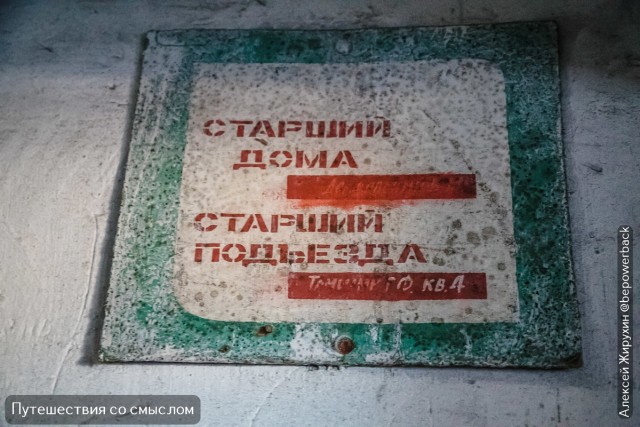 СТАРШИЙ
ДОМА
СТАРШИЙ
ПОДЪЕЗДА
КВ.4
Путешествия со смыслом
Алексей Жирухин @bepowerback